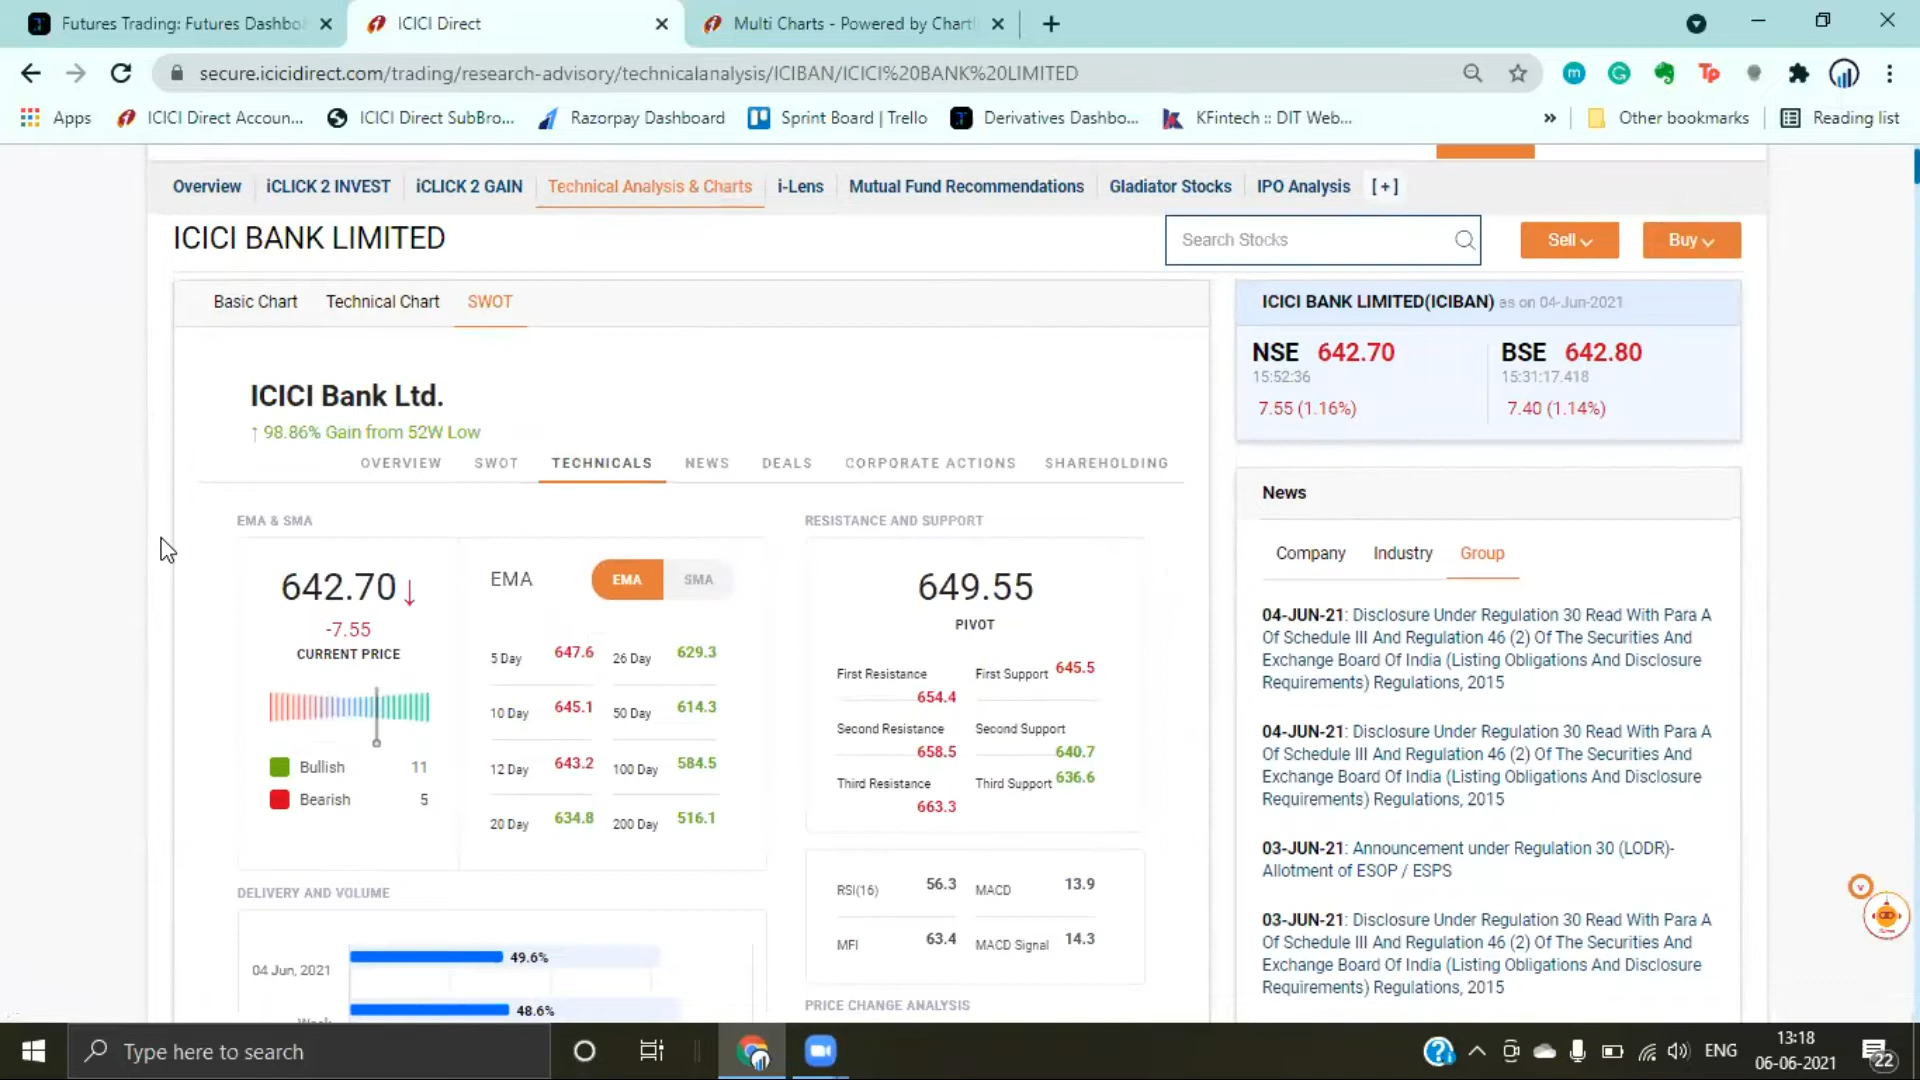 Futures Trading: Futures Dashbo
ICICI Direct
Multi Charts - Powered by Chart
secure.icicidirect.com/trading/research-advisory/technicalanalysis/ICIBAN/ICICI%20BANK%20LIMITED
Apps
ICICI Direct Accoun...
ICICI Direct SubBro...
Razorpay Dashboard
Sprint Board | Trello
Derivatives Dashbo...
KFintech :: DIT Web...
Other bookmarks
Reading list
Overview
iCLICK 2 INVEST
iCLICK 2 GAIN
Technical Analysis & Charts
i-Lens
Mutual Fund Recommendations
Gladiator Stocks
IPO Analysis
[+]
ICICI BANK LIMITED
Search Stocks
Sell
Buy
Basic Chart
Technical Chart
SWOT
ICICI Bank Ltd.
↑ 98.86% Gain from 52W Low
OVERVIEW
SWOT
TECHNICALS
NEWS
DEALS
CORPORATE ACTIONS
SHAREHOLDING
EMA & SMA
642.70↓
-7.55
CURRENT PRICE
Bullish 11
Bearish 5
EMA
EMA
SMA
5 Day 647.6 26 Day 629.3
10 Day 645.1 50 Day 614.3
12 Day 643.2 100 Day 584.5
20 Day 634.8 200 Day 516.1
RESISTANCE AND SUPPORT
649.55
PIVOT
First Resistance 654.4 First Support 645.5
Second Resistance 658.5 Second Support 640.7
Third Resistance 663.3 Third Support 636.6
RSI(16) 56.3 MACD 13.9
MFI 63.4 MACD Signal 14.3
DELIVERY AND VOLUME
04 Jun, 2021 49.6%
Week 48.6%
PRICE CHANGE ANALYSIS
ICICI BANK LIMITED(ICIBAN) as on 04-Jun-2021
NSE 642.70
15:52:36
7.55 (1.16%)
BSE 642.80
15:31:17.418
7.40 (1.14%)
News
Company
Industry
Group
04-JUN-21: Disclosure Under Regulation 30 Read With Para A
Of Schedule III And Regulation 46 (2) Of The Securities And
Exchange Board Of India (Listing Obligations And Disclosure
Requirements) Regulations, 2015
04-JUN-21: Disclosure Under Regulation 30 Read With Para A
Of Schedule III And Regulation 46 (2) Of The Securities And
Exchange Board Of India (Listing Obligations And Disclosure
Requirements) Regulations, 2015
03-JUN-21: Announcement under Regulation 30 (LODR)-
Allotment of ESOP / ESPS
03-JUN-21: Disclosure Under Regulation 30 Read With Para A
Of Schedule III And Regulation 46 (2) Of The Securities And
Exchange Board Of India (Listing Obligations And Disclosure
Requirements) Regulations, 2015
Type here to search
ENG
13:18
06-06-2021
22